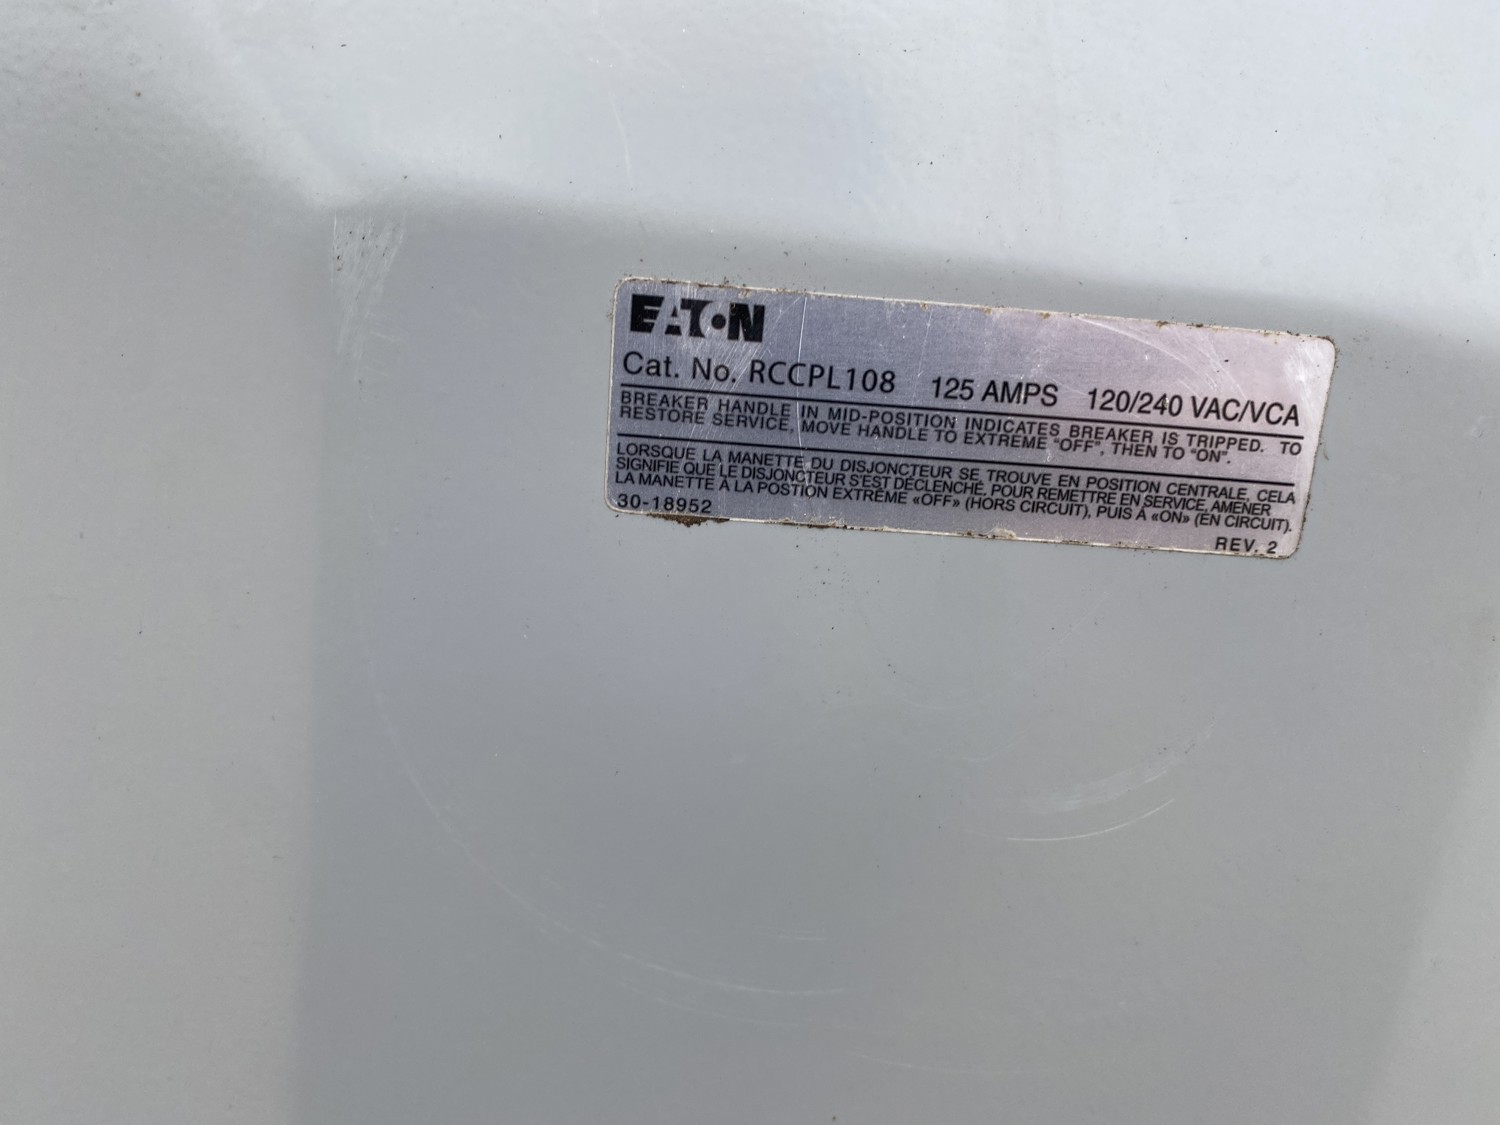 EATON
Cat. No. RCCPL108 125 AMPS 120/240 VAC/VCA
BREAKER HANDLE IN MID-POSITION INDICATES BREAKER IS TRIPPED. TO
RESTORE SERVICE, MOVE HANDLE TO EXTREME "OFF", THEN TO "ON".
LORSQUE LA MANETTE DU DISJONCTEUR SE TROUVE EN POSITION CENTRALE, CELA
SIGNIFIE QUE LE DISJONCTEUR S'EST DÉCLENCHÉ. POUR REMETTRE EN SERVICE, AMENER
LA MANETTE À LA POSTION EXTRÊME «OFF» (HORS CIRCUIT), PUIS À «ON» (EN CIRCUIT).
30-18952
REV. 2